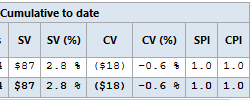 Cumulative to date
SV SV (%) CV CV (%) SPI CPI
$87 2.8 % ($18) -0.6 % 1.0 1.0
$87 2.8 % ($18) -0.6 % 1.0 1.0